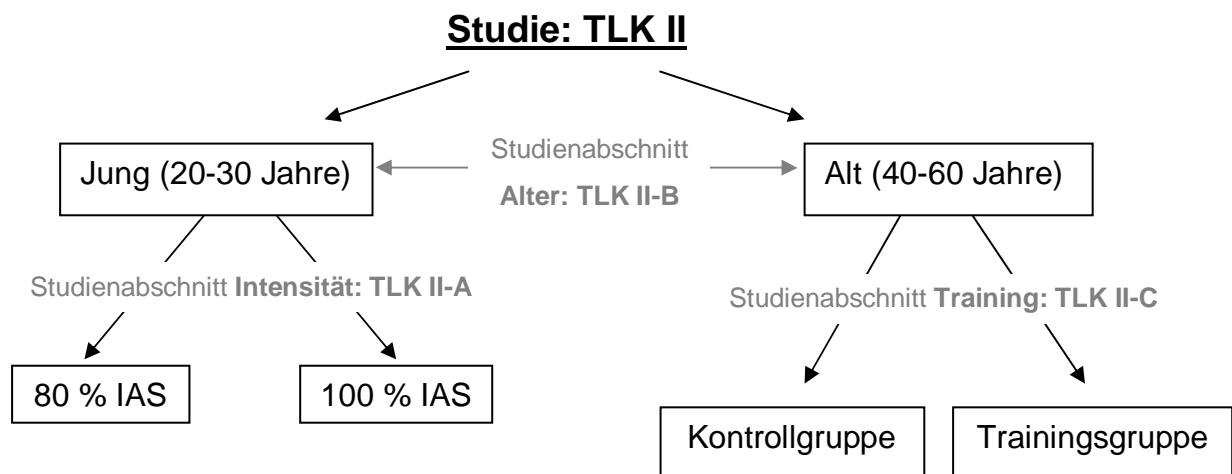 Studie: TLK II
Jung (20-30 Jahre)
Studienabschnitt
Alter: TLK II-B
Alt (40-60 Jahre)
Studienabschnitt Intensität: TLK II-A
Studienabschnitt Training: TLK II-C
80 % IAS
100 % IAS
Kontrollgruppe
Trainingsgruppe